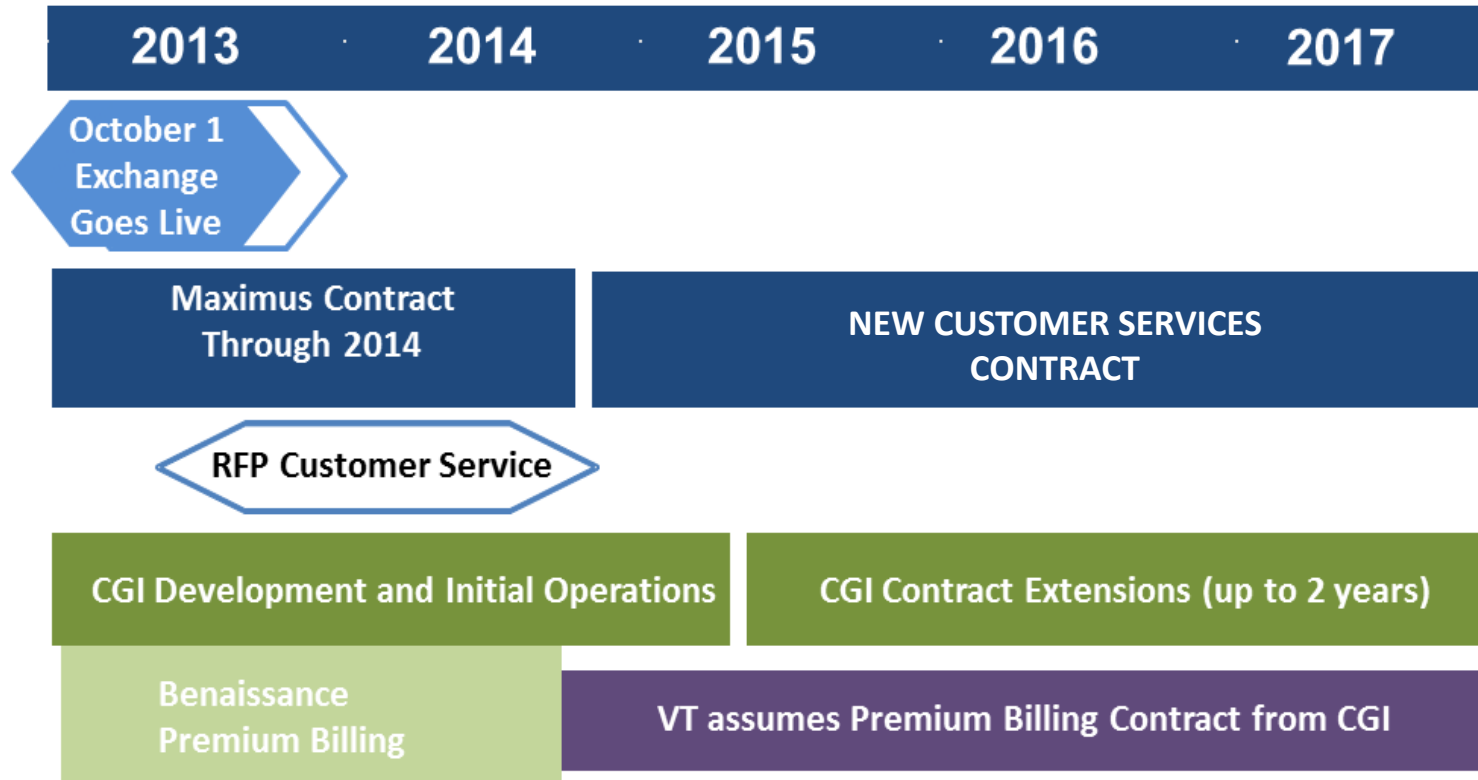 2013 2014 2015 2016 2017
October 1
Exchange
Goes Live
Maximus Contract
Through 2014
NEW CUSTOMER SERVICES
CONTRACT
RFP Customer Service
CGI Development and Initial Operations
CGI Contract Extensions (up to 2 years)
Benaissance
Premium Billing
VT assumes Premium Billing Contract from CGI